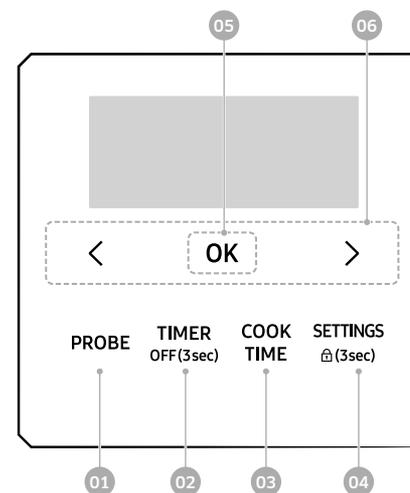 05 06
< OK >
PROBE TIMER COOK SETTINGS
OFF(3sec) TIME (3sec)
01 02 03 04